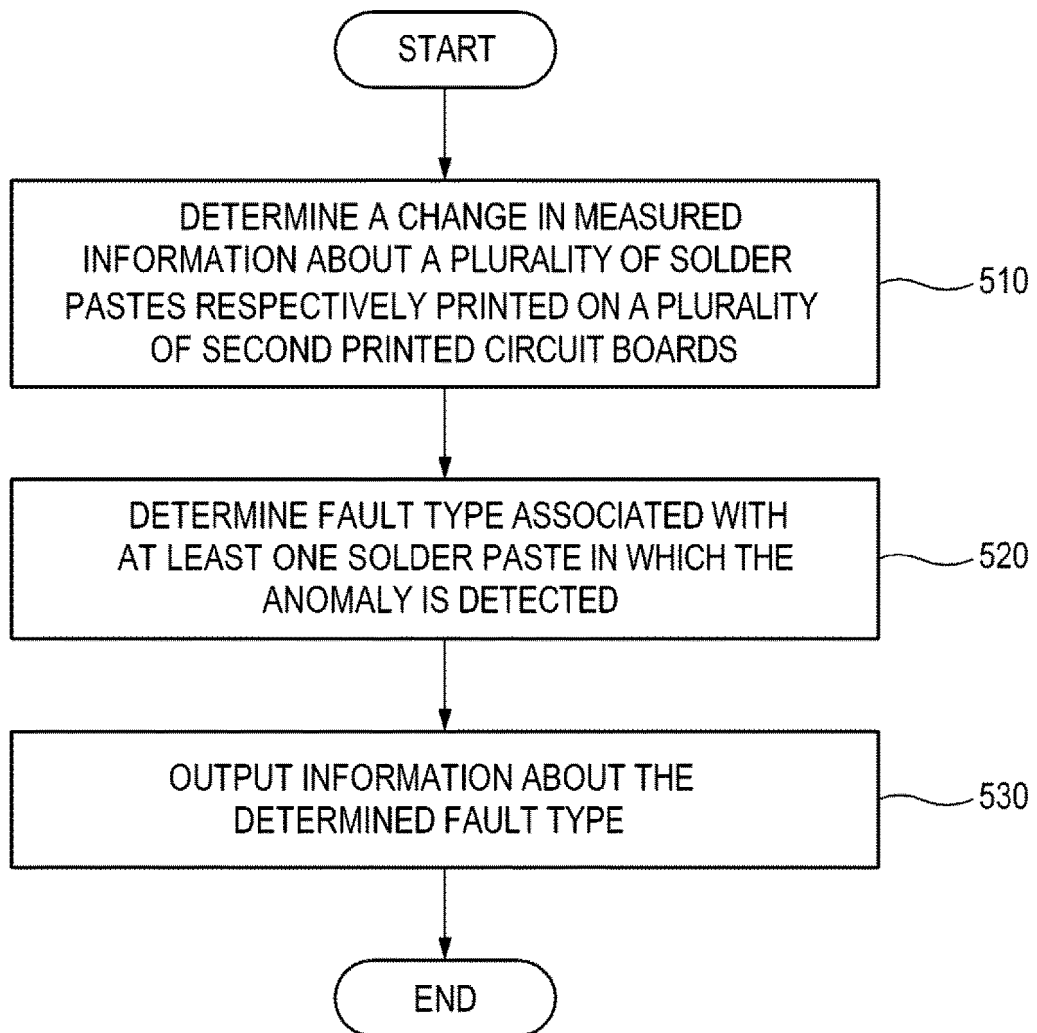 START
DETERMINE A CHANGE IN MEASURED
INFORMATION ABOUT A PLURALITY OF SOLDER
PASTES RESPECTIVELY PRINTED ON A PLURALITY
OF SECOND PRINTED CIRCUIT BOARDS
510
DETERMINE FAULT TYPE ASSOCIATED WITH
AT LEAST ONE SOLDER PASTE IN WHICH THE
ANOMALY IS DETECTED
520
OUTPUT INFORMATION ABOUT THE
DETERMINED FAULT TYPE
530
END